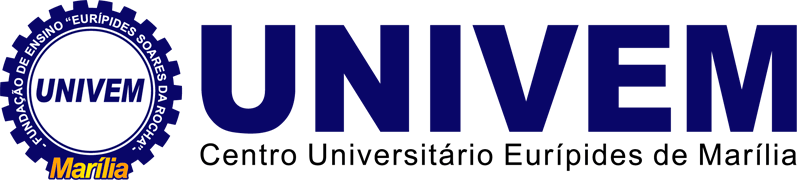 - FUNDAÇÃO DE ENSINO "EURÍPIDES SOARES DA ROCHA" -
UNIVEM
Marília
UNIVEM
Centro Universitário Eurípides de Marília